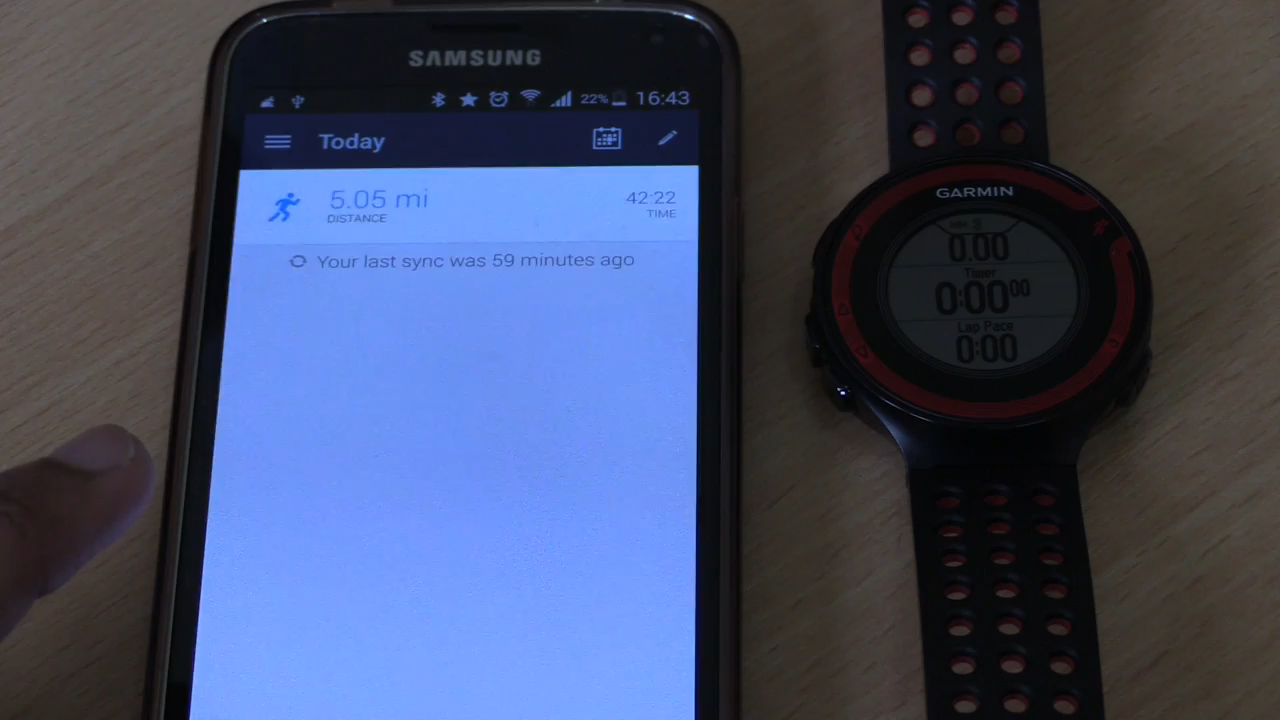 SAMSUNG
22% 16:43
Today
5.05 mi
DISTANCE
42:22
TIME
Your last sync was 59 minutes ago
GARMIN
0.00
Timer
0:00 00
Lap Pace
0:00